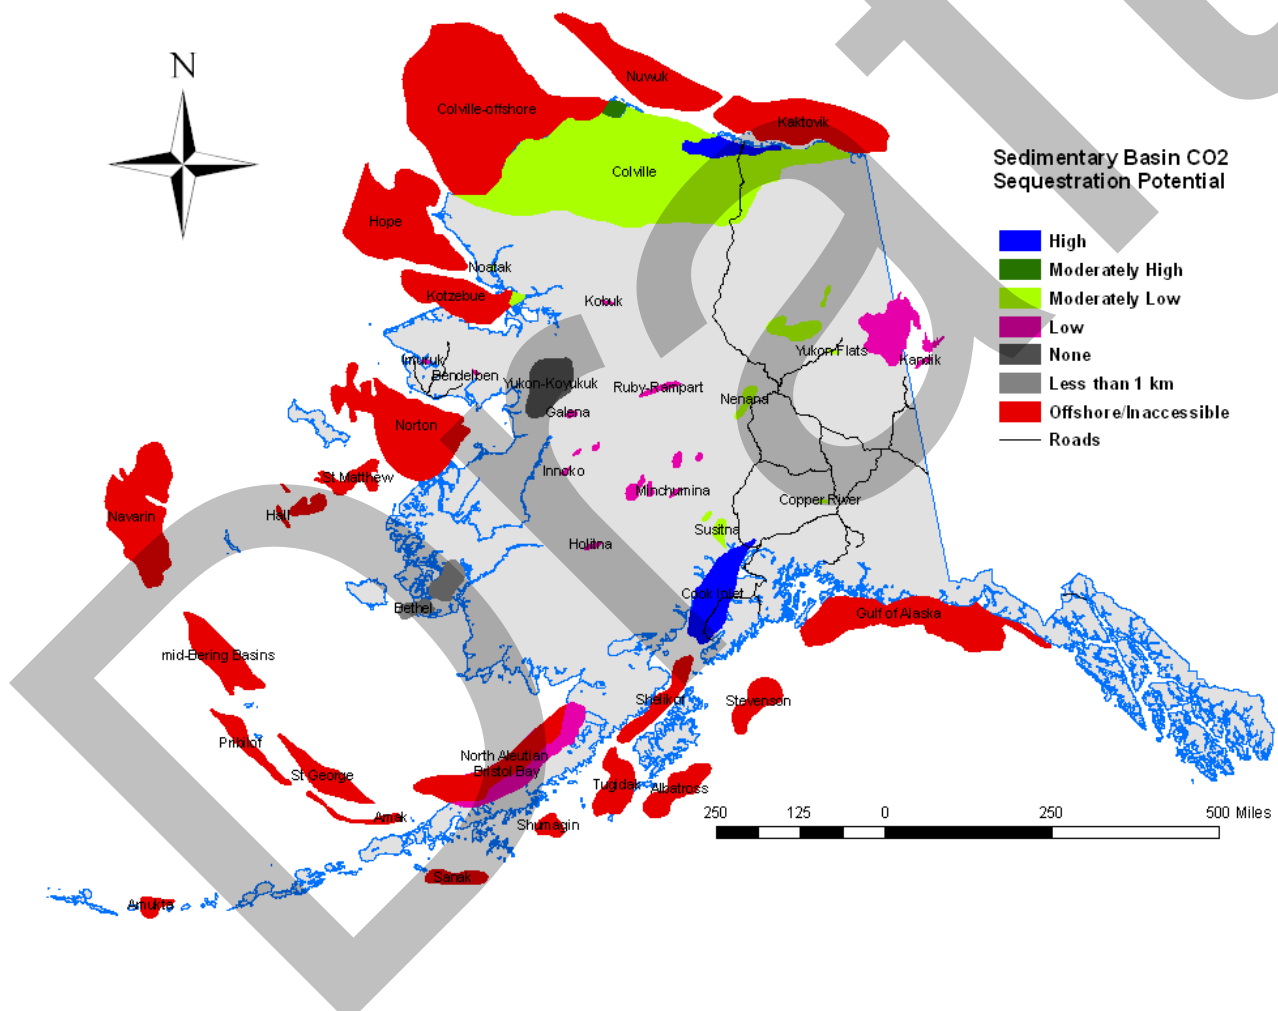 N
Nuwuk
Colville-offshore
Kaktovik
Sedimentary Basin CO2
Sequestration Potential
Colville
Hope
High
Noatak
Moderately High
Kotzebue
Kobuk
Moderately Low
Low
Yukon Flats
Kandik
None
Imuruk
Bendeleben
Yukon-Koyukuk
Ruby-Rampart
Less than 1 km
Nenana
Galena
Offshore/Inaccessible
Norton
Roads
St Matthew
Innoko
Minchumina
Copper River
Navarin
Hall
Susitna
Holitna
Cook Inlet
Bethel
Gulf of Alaska
mid-Bering Basins
Shelikof
Stevenson
Pribilof
North Aleutian
Bristol Bay
St George
Tugidak
Albatross
Amak
Shumagin
250 125 0 250 500 Miles
Sanak
Amukta
Draft